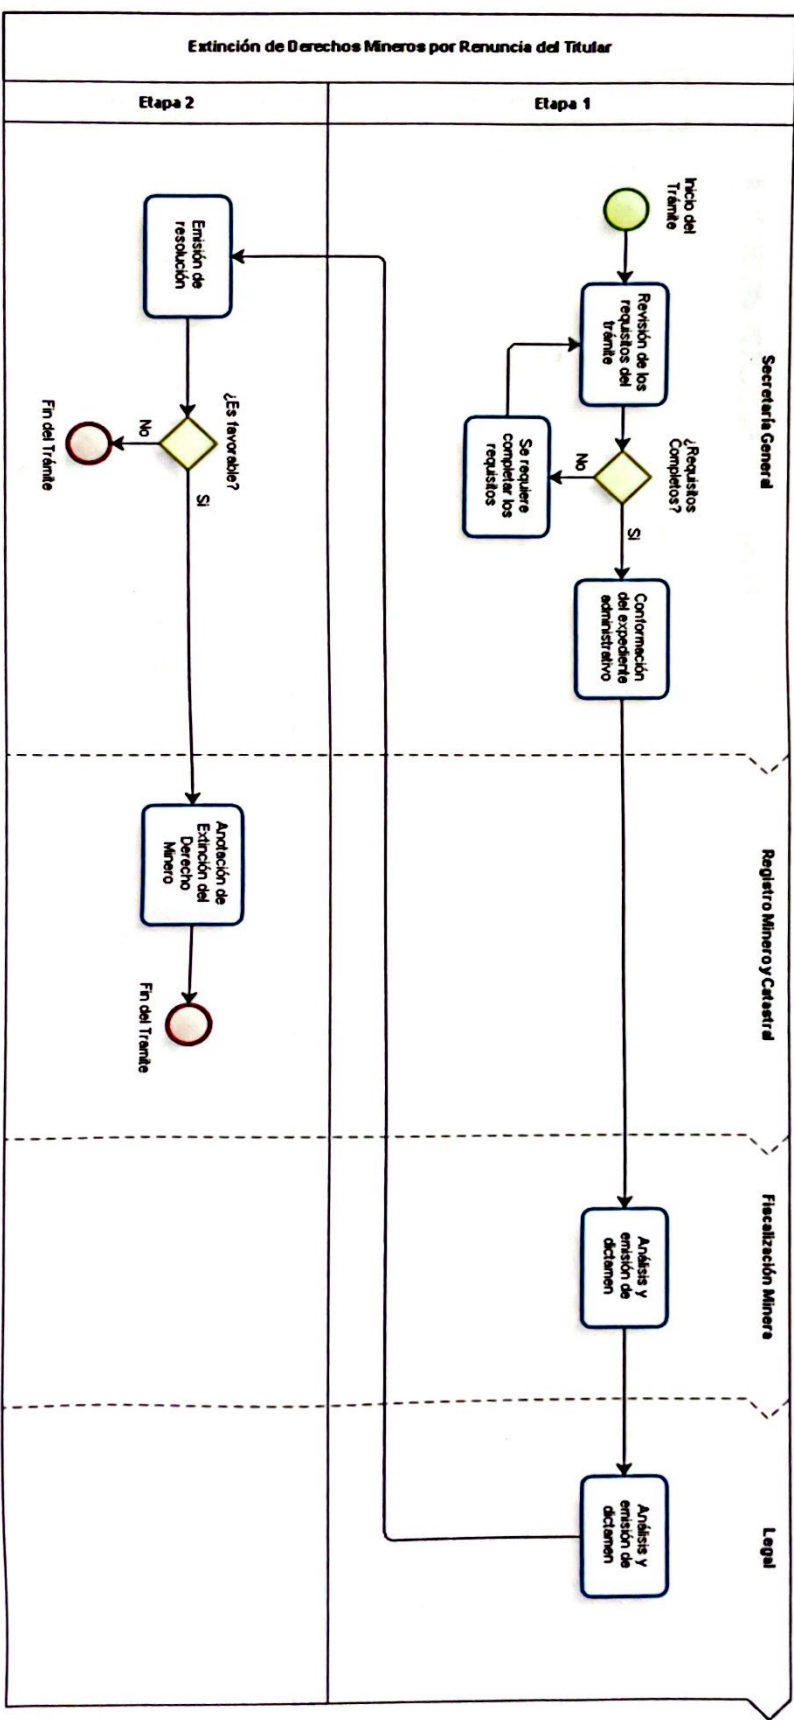 Extinción de Derechos Mineros por Renuncia del Titular
Etapa 1
Secretaría General
Registro Minero y Catastral
Fiscalización Minera
Legal
Inicio del
Trámite
Revisión de los
requisitos del
trámite
¿Requisitos
Completos?
No
Si
Se requiere
completar los
requisitos
Conformación
del expediente
administrativo
Análisis y
emisión de
dictamen
Análisis y
emisión de
dictamen
Etapa 2
Emisión de
resolución
¿Es favorable?
No
Si
Fin del Trámite
Anotación de
Extinción del
Derecho
Minero
Fin del Tramite